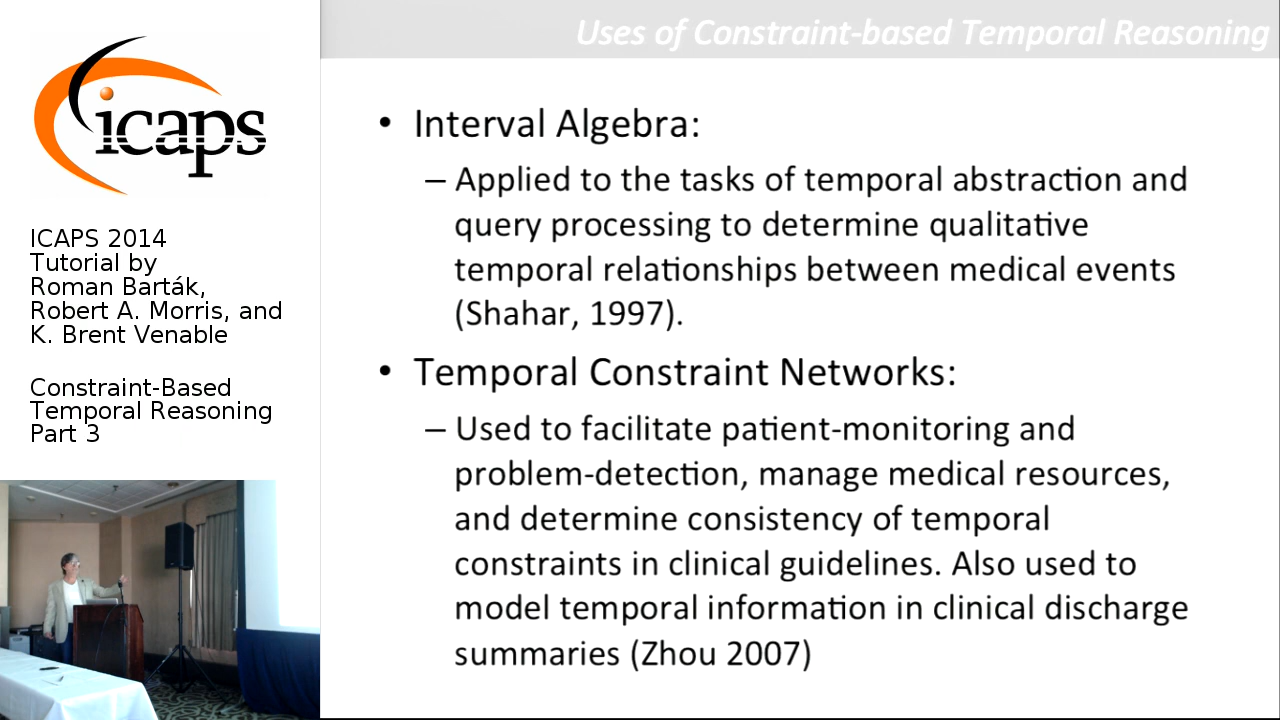 icaps
ICAPS 2014
Tutorial by
Roman Barták,
Robert A. Morris, and
K. Brent Venable
Constraint-Based
Temporal Reasoning
Part 3
Uses of Constraint-based Temporal Reasoning
• Interval Algebra:
– Applied to the tasks of temporal abstraction and
query processing to determine qualitative
temporal relationships between medical events
(Shahar, 1997).
• Temporal Constraint Networks:
– Used to facilitate patient-monitoring and
problem-detection, manage medical resources,
and determine consistency of temporal
constraints in clinical guidelines. Also used to
model temporal information in clinical discharge
summaries (Zhou 2007)